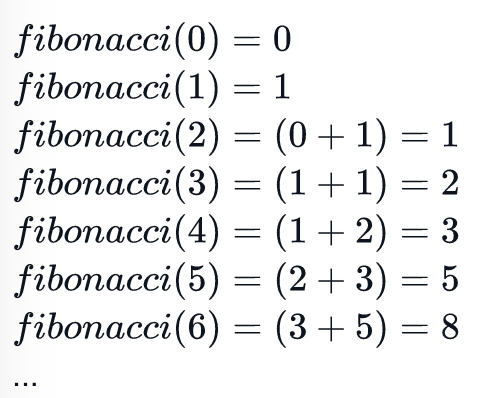 fibonacci(0) = 0
fibonacci(1) = 1
fibonacci(2) = (0 + 1) = 1
fibonacci(3) = (1 + 1) = 2
fibonacci(4) = (1 + 2) = 3
fibonacci(5) = (2 + 3) = 5
fibonacci(6) = (3 + 5) = 8
...